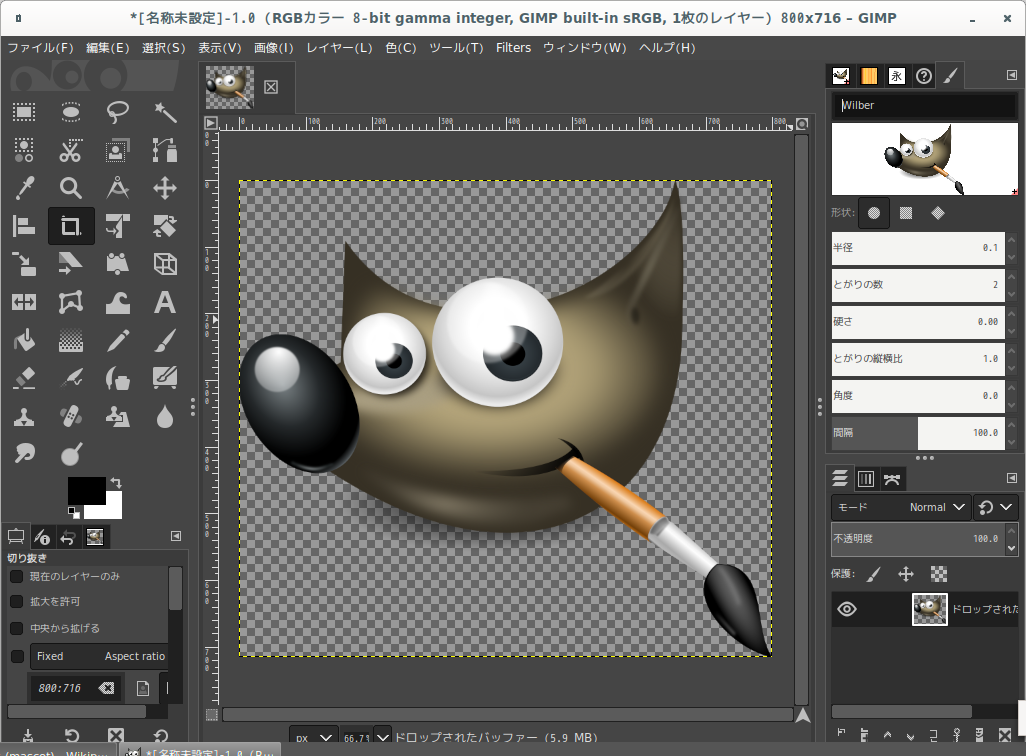 *[名称未設定]-1.0 (RGBカラー 8-bit gamma integer, GIMP built-in sRGB, 1枚のレイヤー) 800x716 – GIMP
ファイル(F) 編集(E) 選択(S) 表示(V) 画像(I) レイヤー(L) 色(C) ツール(T) Filters ウィンドウ(W) ヘルプ(H)
0 100 200 300 400 500 600 700 800
Wilber
形状:
半径 0.1
とがりの数 2
硬さ 0.00
とがりの縦横比 1.0
角度 0.0
間隔 100.0
モード Normal
不透明度 100.0
保護:
ドロップされた
切り抜き
現在のレイヤーのみ
拡大を許可
中央から拡げる
Fixed Aspect ratio
800:716
px 66.7% ドロップされたバッファー (5.9 MB)
(mascot) – Wikip...
*[名称未設定]-1.0 (R...